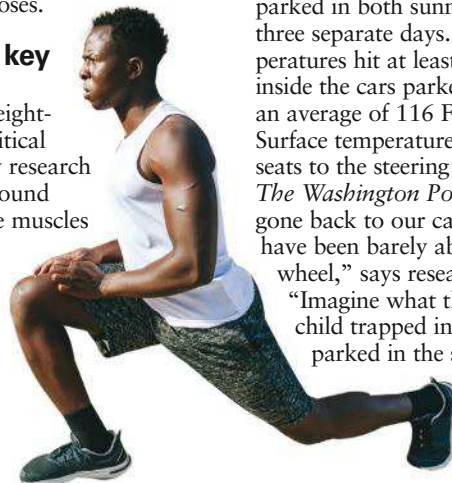 oses.
key
eight-
itical
research
ound
e muscles
parked in both sunn
three separate days.
peratures hit at least
inside the cars parke
an average of 116 F
Surface temperature
seats to the steering
The Washington Po
gone back to our ca
have been barely ab
wheel,” says resea
“Imagine what th
child trapped in
parked in the s